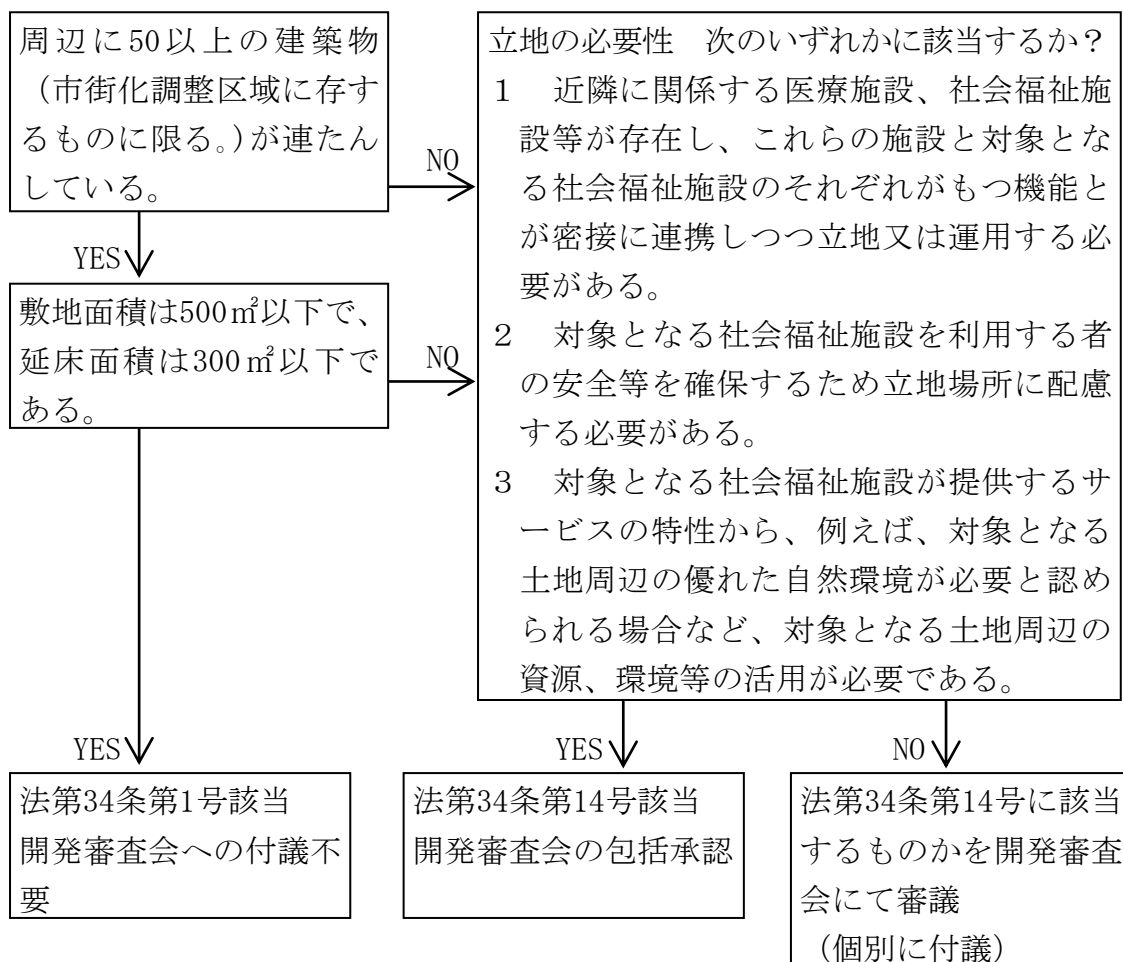 周辺に50以上の建築物
（市街化調整区域に存す
るものに限る。）が連たん
している。
NO
YES
敷地面積は500㎡以下で、
延床面積は300㎡以下で
ある。
NO
立地の必要性　次のいずれかに該当するか？
１　近隣に関係する医療施設、社会福祉施
設等が存在し、これらの施設と対象とな
る社会福祉施設のそれぞれがもつ機能と
が密接に連携しつつ立地又は運用する必
要がある。
２　対象となる社会福祉施設を利用する者
の安全等を確保するため立地場所に配慮
する必要がある。
３　対象となる社会福祉施設が提供するサ
ービスの特性から、例えば、対象となる
土地周辺の優れた自然環境が必要と認め
られる場合など、対象となる土地周辺の
資源、環境等の活用が必要である。
YES
YES
NO
法第34条第1号該当
開発審査会への付議不
要
法第34条第14号該当
開発審査会の包括承認
法第34条第14号に該当
するものかを開発審査
会にて審議
（個別に付議）